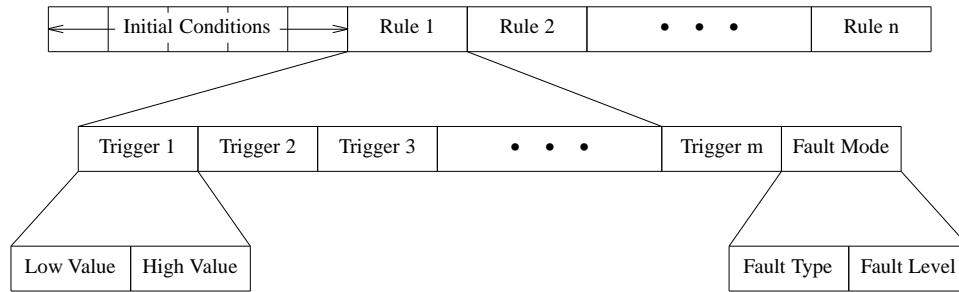 Initial Conditions Rule 1 Rule 2 • • • Rule n
Trigger 1 Trigger 2 Trigger 3 • • • Trigger m Fault Mode
Low Value High Value Fault Type Fault Level